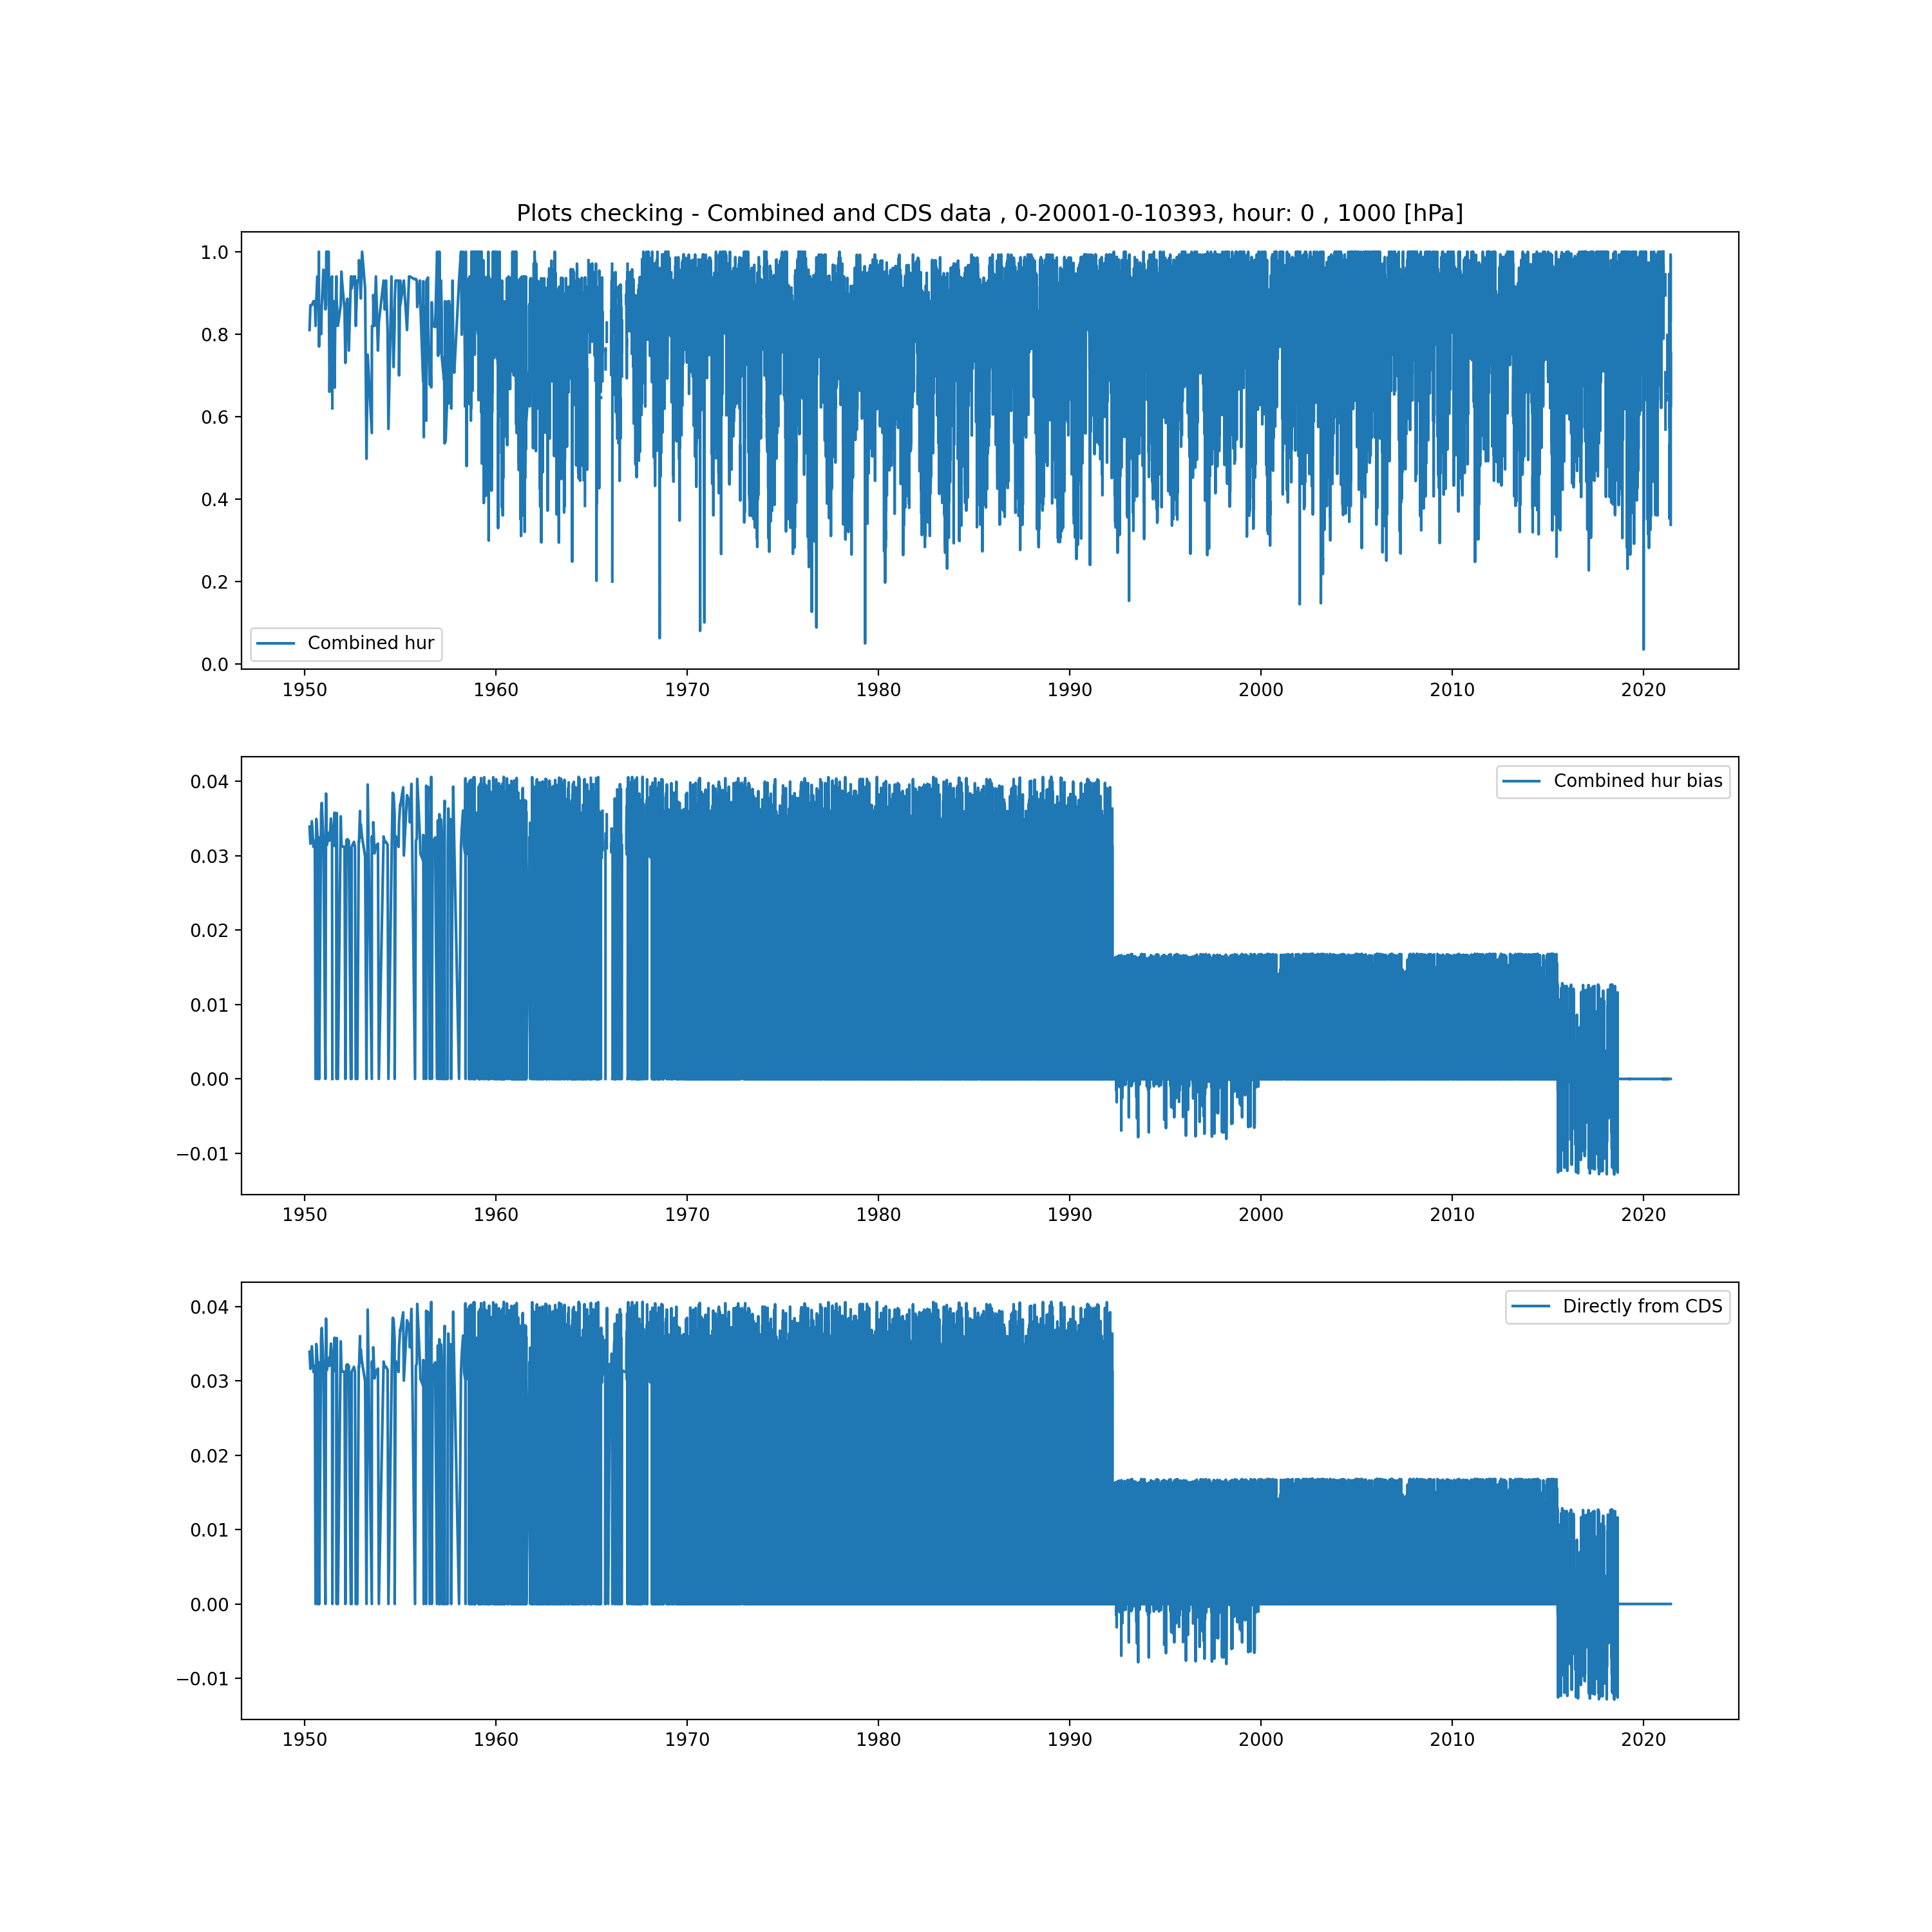 Plots checking - Combined and CDS data , 0-20001-0-10393, hour: 0 , 1000 [hPa]
1.0
0.8
0.6
0.4
0.2
0.0
Combined hur
1950 1960 1970 1980 1990 2000 2010 2020
0.04
0.03
0.02
0.01
0.00
−0.01
Combined hur bias
1950 1960 1970 1980 1990 2000 2010 2020
0.04
0.03
0.02
0.01
0.00
−0.01
Directly from CDS
1950 1960 1970 1980 1990 2000 2010 2020